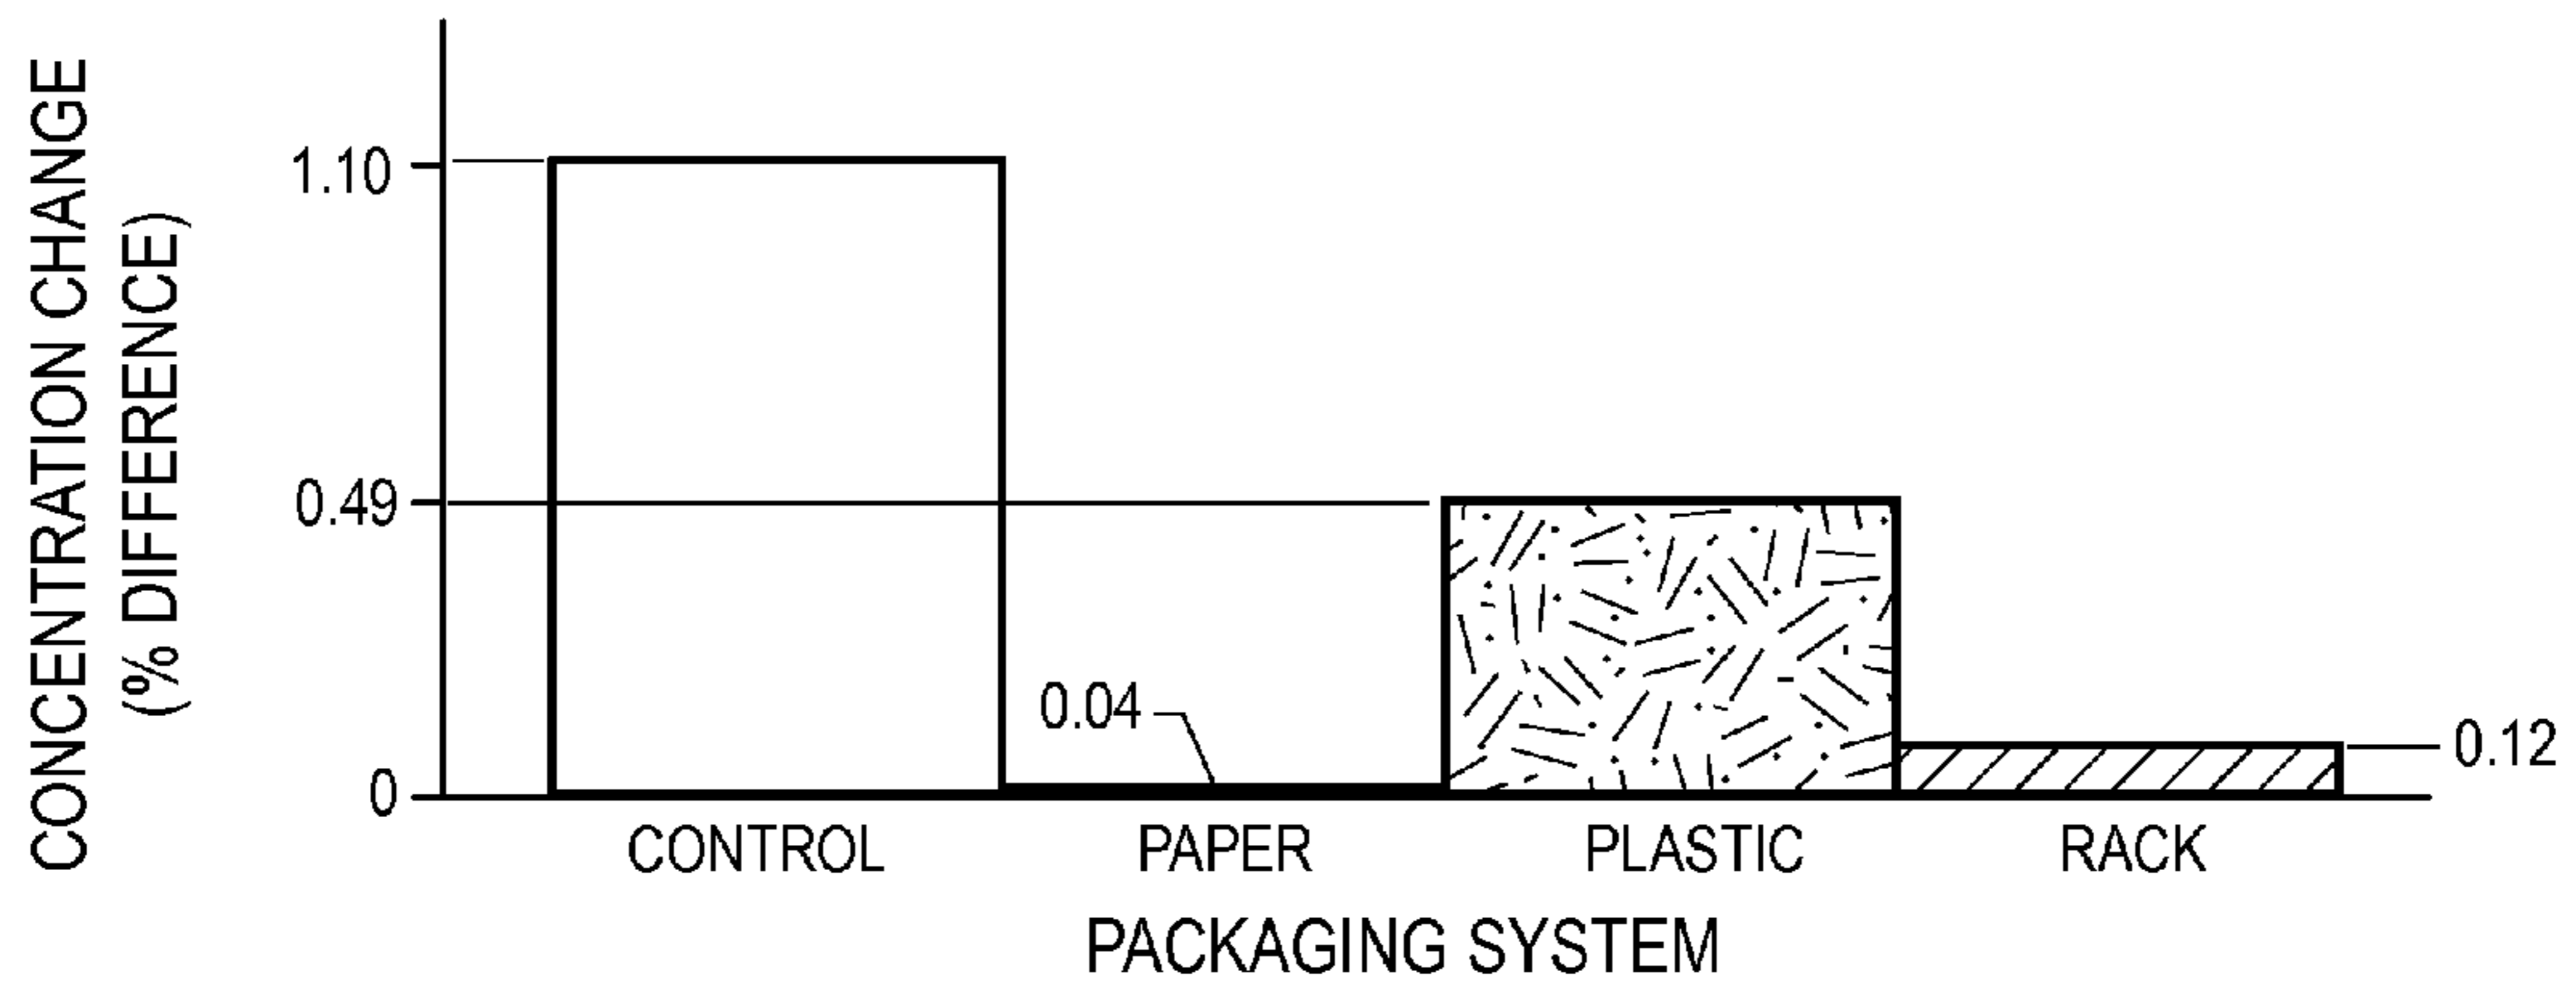 CONCENTRATION CHANGE
(% DIFFERENCE)
1.10
0.49
0.04
0.12
0
CONTROL PAPER PLASTIC RACK
PACKAGING SYSTEM